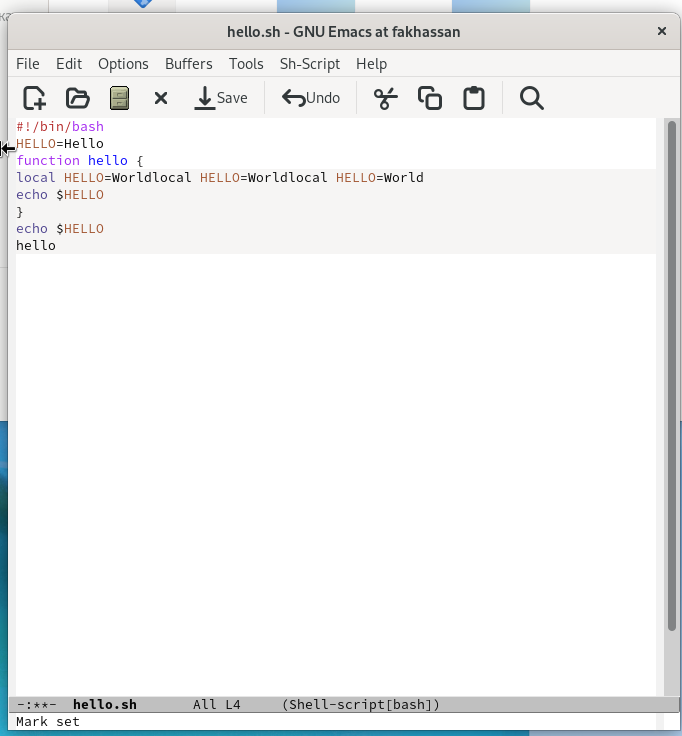 hello.sh - GNU Emacs at fakhassan
File Edit Options Buffers Tools Sh-Script Help
Save Undo
#!/bin/bash
HELLO=Hello
function hello {
local HELLO=Worldlocal HELLO=Worldlocal HELLO=World
echo $HELLO
}
echo $HELLO
hello
-:**- hello.sh All L4 (Shell-script[bash])
Mark set